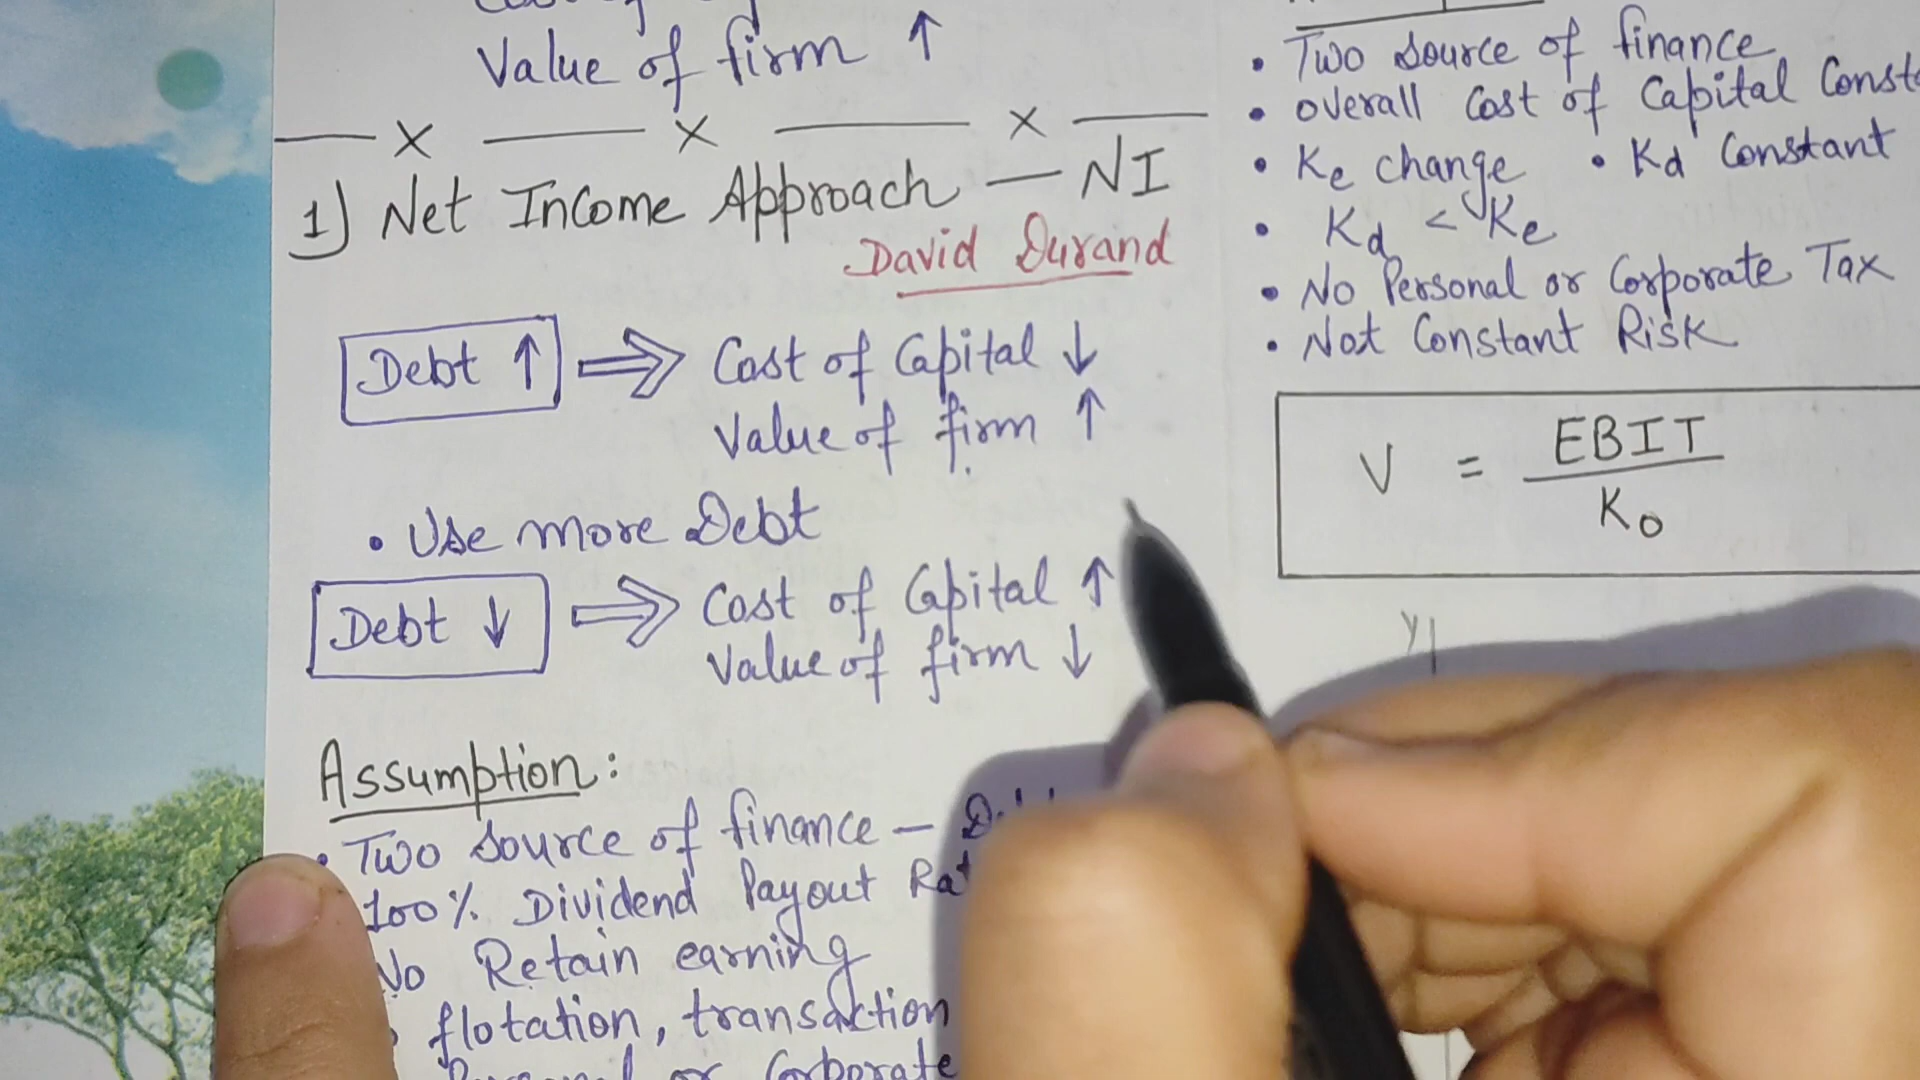 Value of firm ↑
× × ×
1) Net Income Approach — NI
David Durand
Debt ↑ ⇒ Cost of Capital ↓
Value of firm ↑
• Use more Debt
Debt ↓ ⇒ Cost of Capital ↑
Value of firm ↓
Assumption:
• Two source of finance —
100% Dividend Payout
No Retain earning
flotation, transaction
or Corporate
• Two source of finance
• overall Cost of Capital
• Ke change • Kd Constant
• Kd < Ke
• No Personal or Corporate Tax
• Not Constant Risk
V = EBIT
Ko
Y